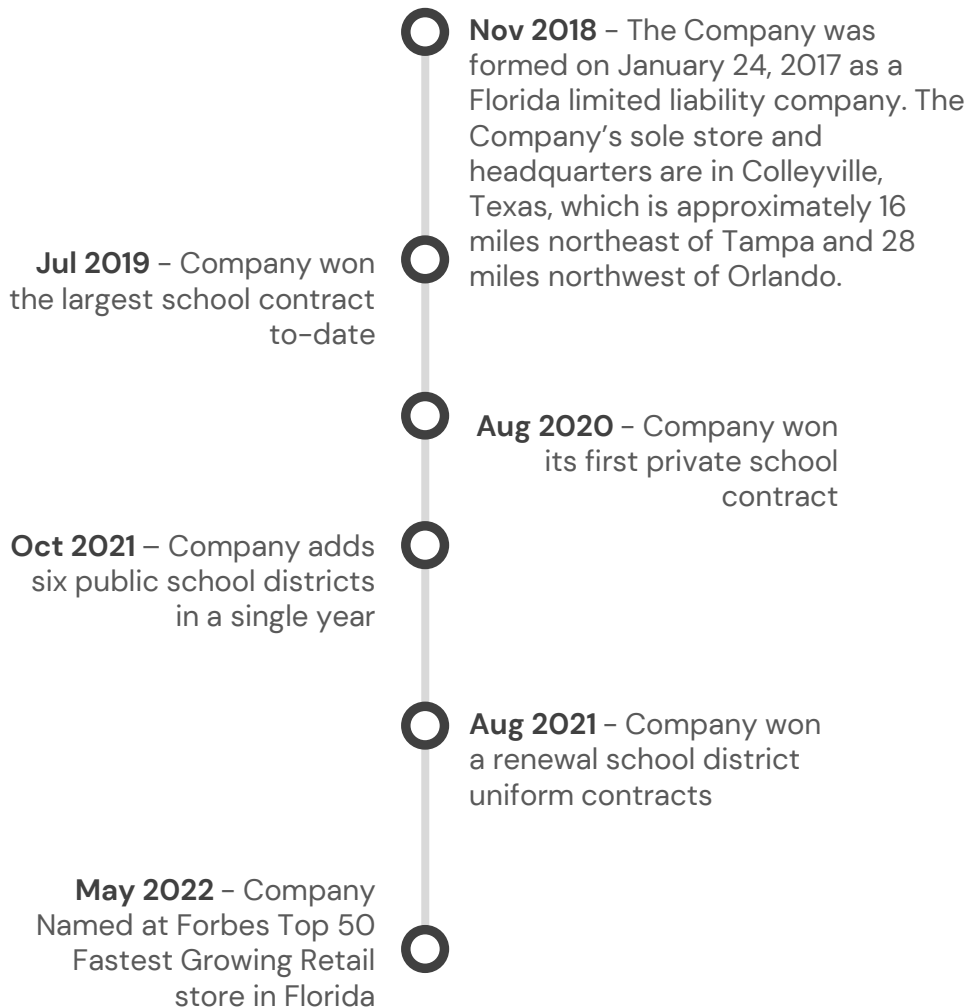 Nov 2018 - The Company was
formed on January 24, 2017 as a
Florida limited liability company. The
Company’s sole store and
headquarters are in Colleyville,
Texas, which is approximately 16
miles northeast of Tampa and 28
miles northwest of Orlando.
Jul 2019 - Company won
the largest school contract
to-date
Aug 2020 - Company won
its first private school
contract
Oct 2021 – Company adds
six public school districts
in a single year
Aug 2021 - Company won
a renewal school district
uniform contracts
May 2022 - Company
Named at Forbes Top 50
Fastest Growing Retail
store in Florida